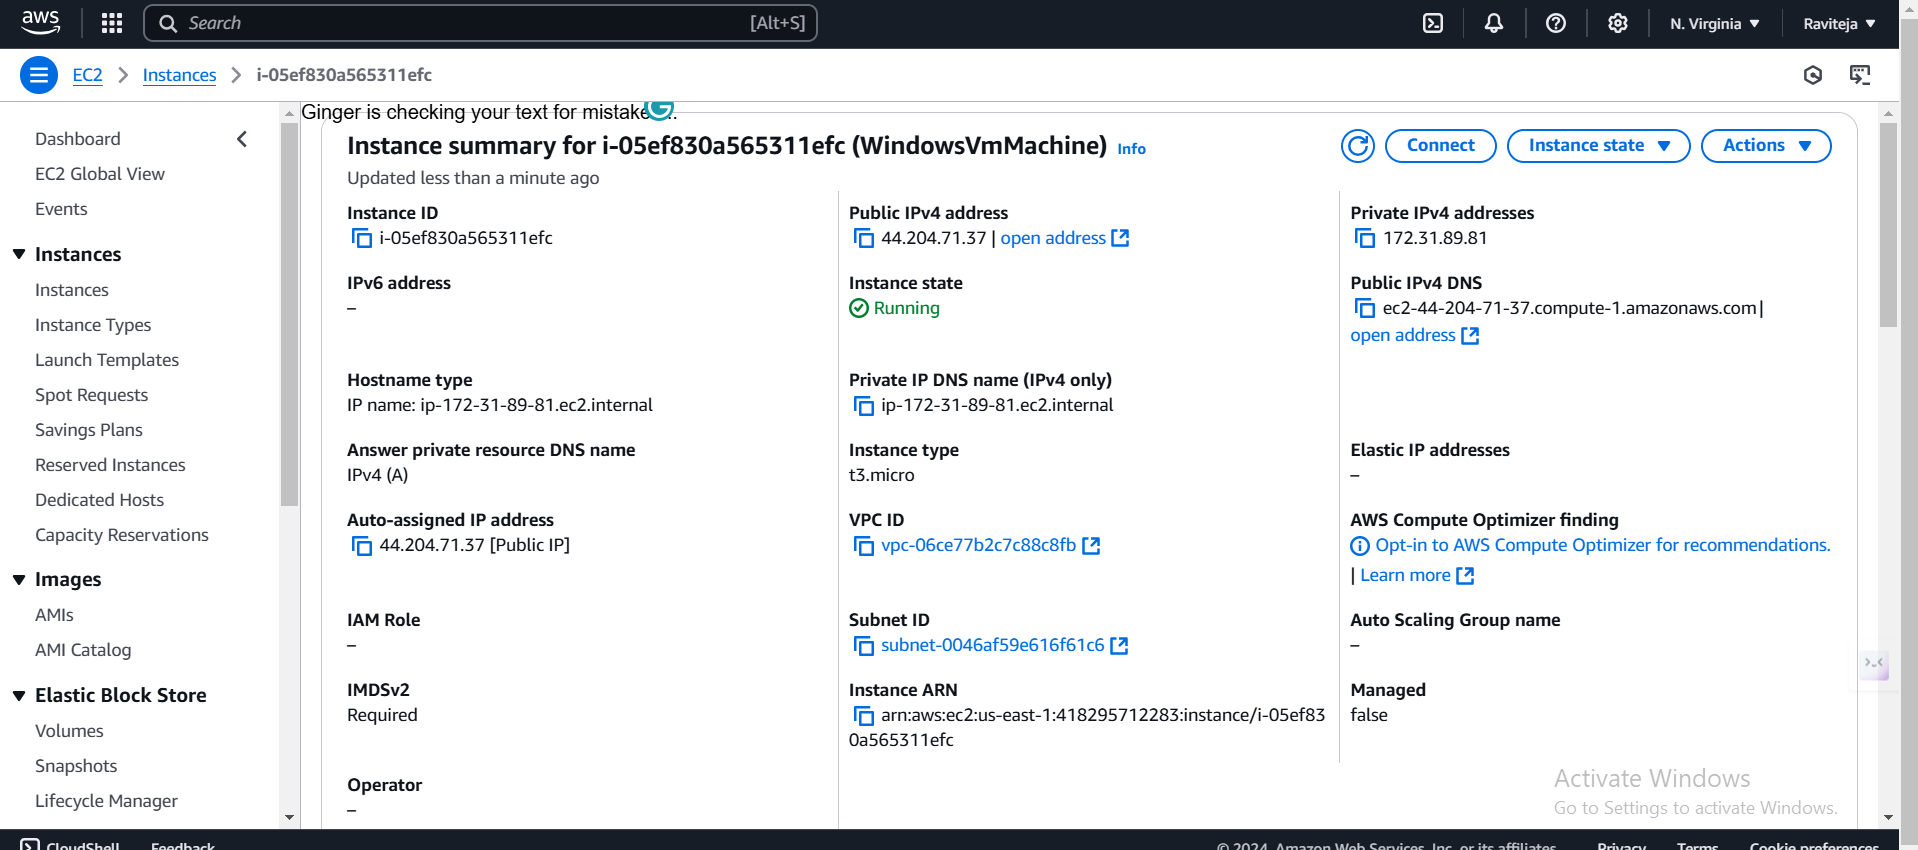 aws
Search
[Alt+S]
N. Virginia
Raviteja
EC2
Instances
i-05ef830a565311efc
Ginger is checking your text for mistake
Dashboard
EC2 Global View
Events
Instances
Instances
Instance Types
Launch Templates
Spot Requests
Savings Plans
Reserved Instances
Dedicated Hosts
Capacity Reservations
Images
AMIs
AMI Catalog
Elastic Block Store
Volumes
Snapshots
Lifecycle Manager
Instance summary for i-05ef830a565311efc (WindowsVmMachine) Info
Updated less than a minute ago
Connect
Instance state
Actions
Instance ID
i-05ef830a565311efc
Public IPv4 address
44.204.71.37 | open address
Private IPv4 addresses
172.31.89.81
IPv6 address
–
Instance state
Running
Public IPv4 DNS
ec2-44-204-71-37.compute-1.amazonaws.com |
open address
Hostname type
IP name: ip-172-31-89-81.ec2.internal
Private IP DNS name (IPv4 only)
ip-172-31-89-81.ec2.internal
Answer private resource DNS name
IPv4 (A)
Instance type
t3.micro
Elastic IP addresses
–
Auto-assigned IP address
44.204.71.37 [Public IP]
VPC ID
vpc-06ce77b2c7c88c8fb
AWS Compute Optimizer finding
Opt-in to AWS Compute Optimizer for recommendations.
| Learn more
IAM Role
–
Subnet ID
subnet-0046af59e616f61c6
Auto Scaling Group name
–
IMDSv2
Required
Instance ARN
arn:aws:ec2:us-east-1:418295712283:instance/i-05ef83
0a565311efc
Managed
false
Operator
–
Activate Windows
Go to Settings to activate Windows.
CloudShell
Feedback
© 2024, Amazon Web Services, Inc. or its affiliates.
Privacy
Terms
Cookie preferences